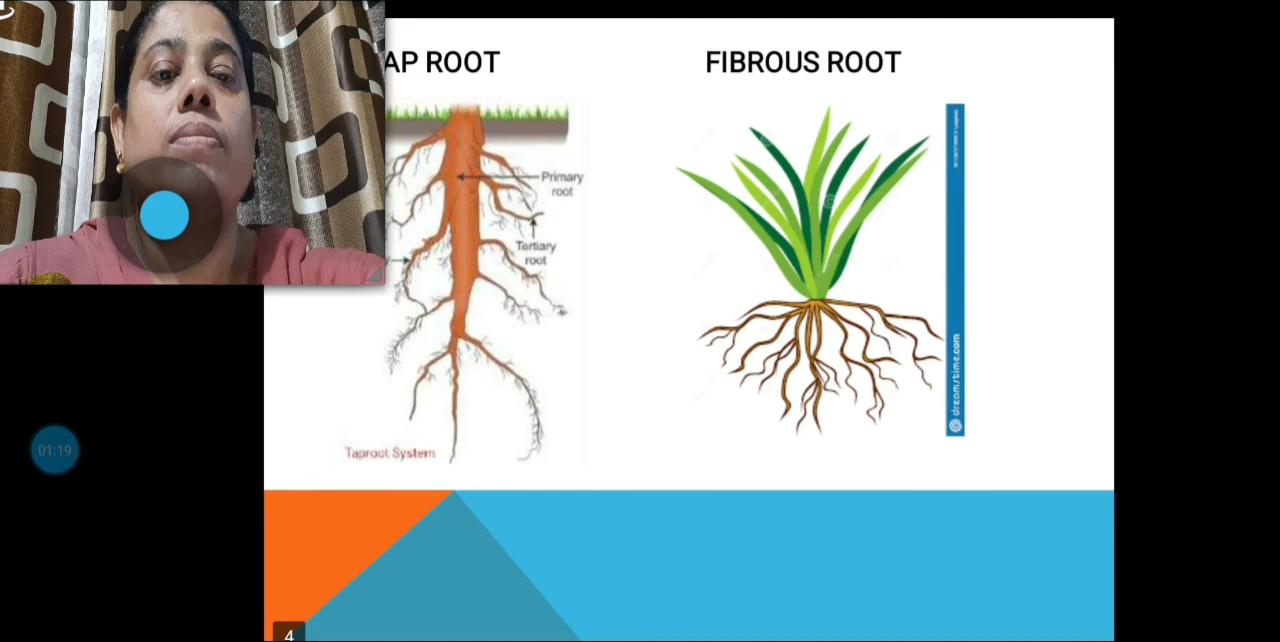 AP ROOT
FIBROUS ROOT
Primary
root
Tertiary
root
Taproot System
dreamstime.com
01:19
4